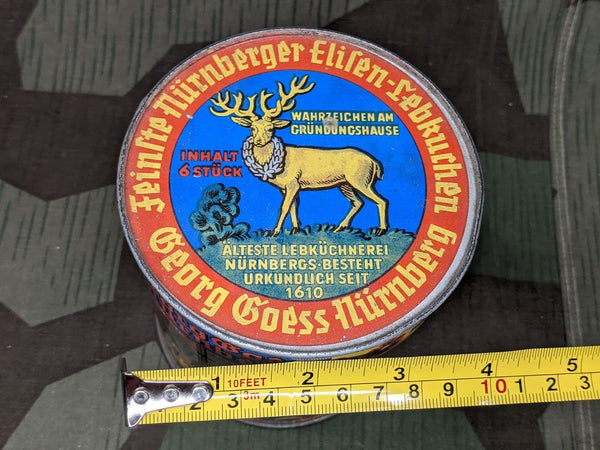 Feinste Nürnberger Elisen-Lebkuchen
WAHRZEICHEN AM
GRÜNDUNGSHAUSE
INHALT
6 STÜCK
ÄLTESTE LEBKÜCHNEREI
NÜRNBERGS·BESTEHT
URKUNDLICH SEIT
1610
Georg Goess Nürnberg
1 10FEET 2 3 4 5
2 3m 3 4 5 6 7 8 9 10 1 2 3